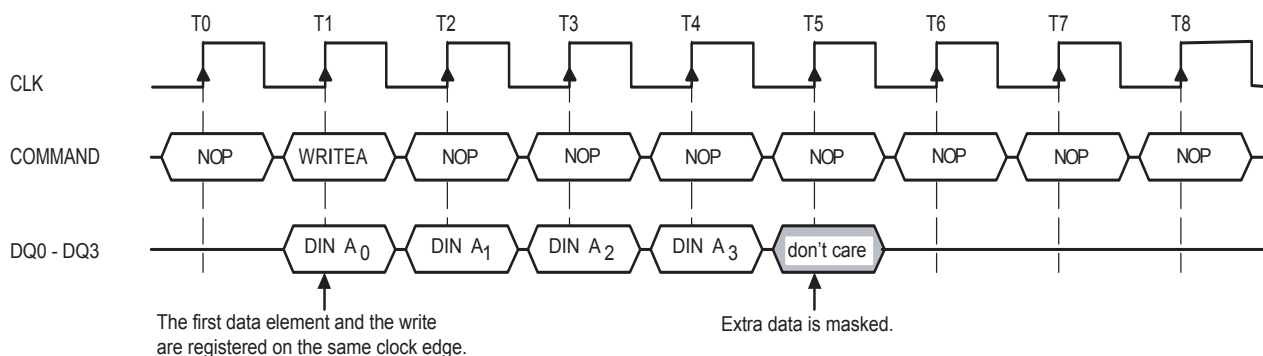 T0 T1 T2 T3 T4 T5 T6 T7 T8
CLK
COMMAND NOP WRITEA NOP NOP NOP NOP NOP NOP NOP
DQ0 - DQ3 DIN A0 DIN A1 DIN A2 DIN A3 don't care
The first data element and the write
are registered on the same clock edge.
Extra data is masked.